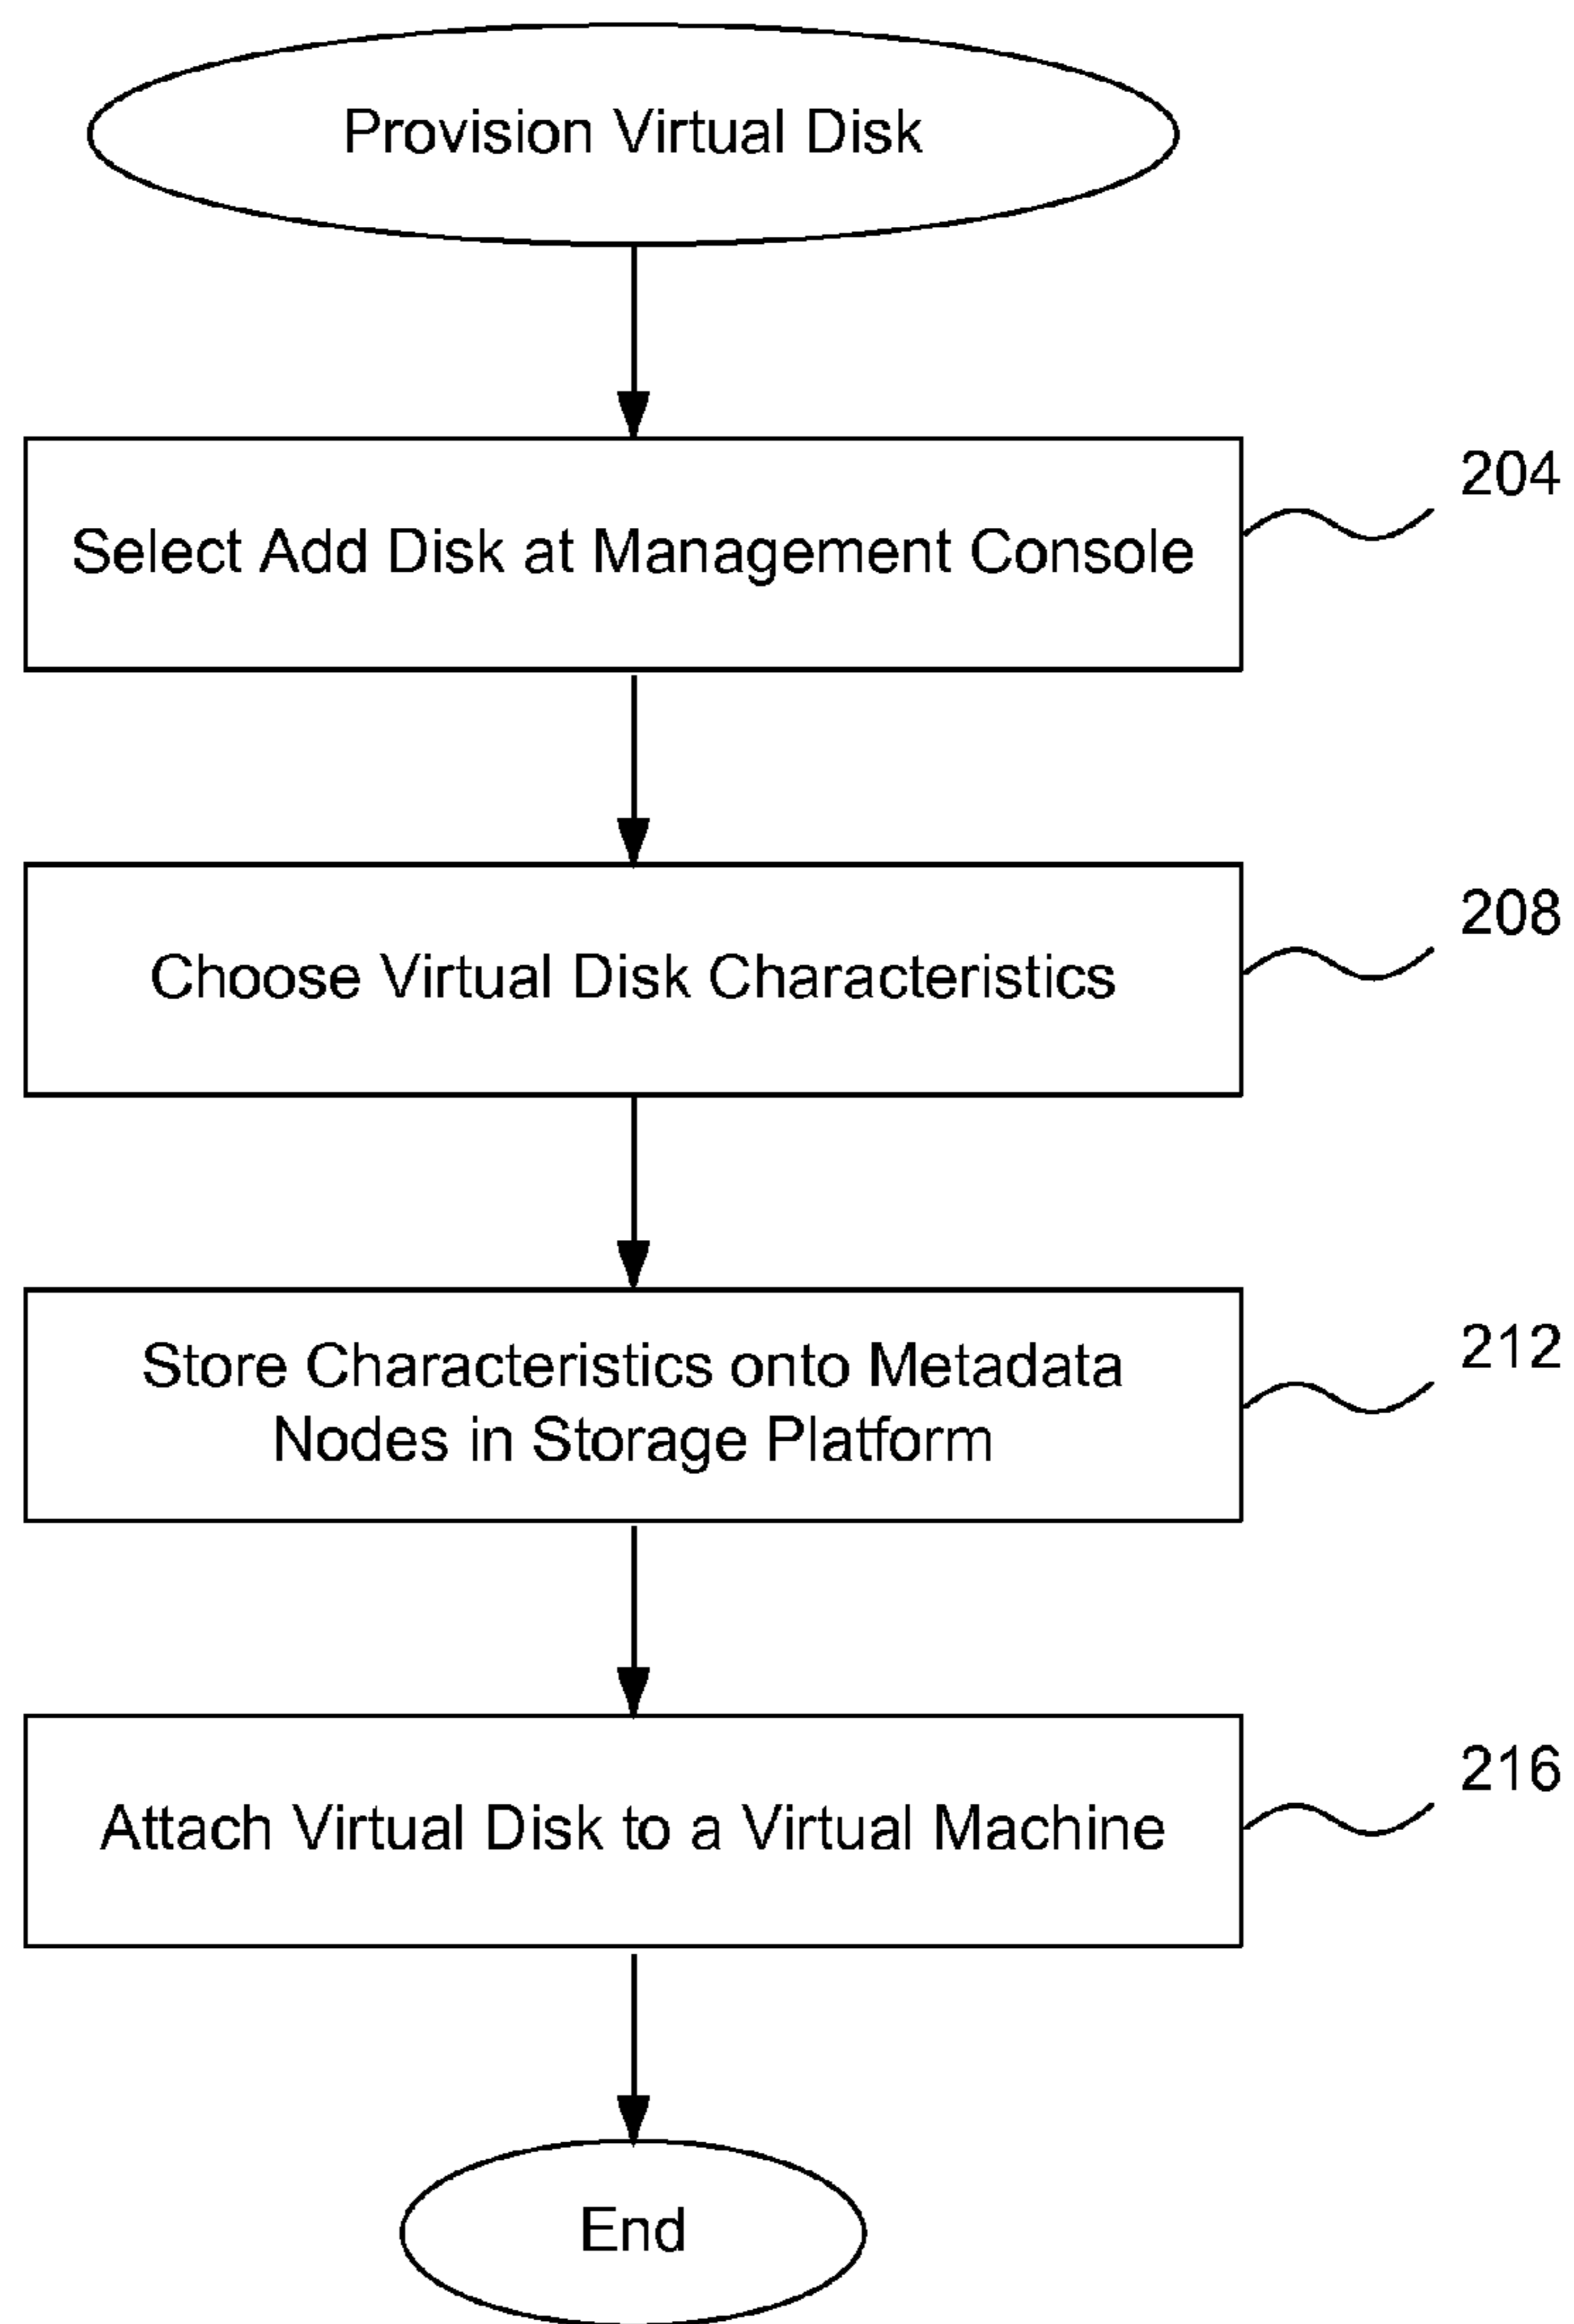 Provision Virtual Disk
204
Select Add Disk at Management Console
208
Choose Virtual Disk Characteristics
212
Store Characteristics onto Metadata
Nodes in Storage Platform
216
Attach Virtual Disk to a Virtual Machine
End